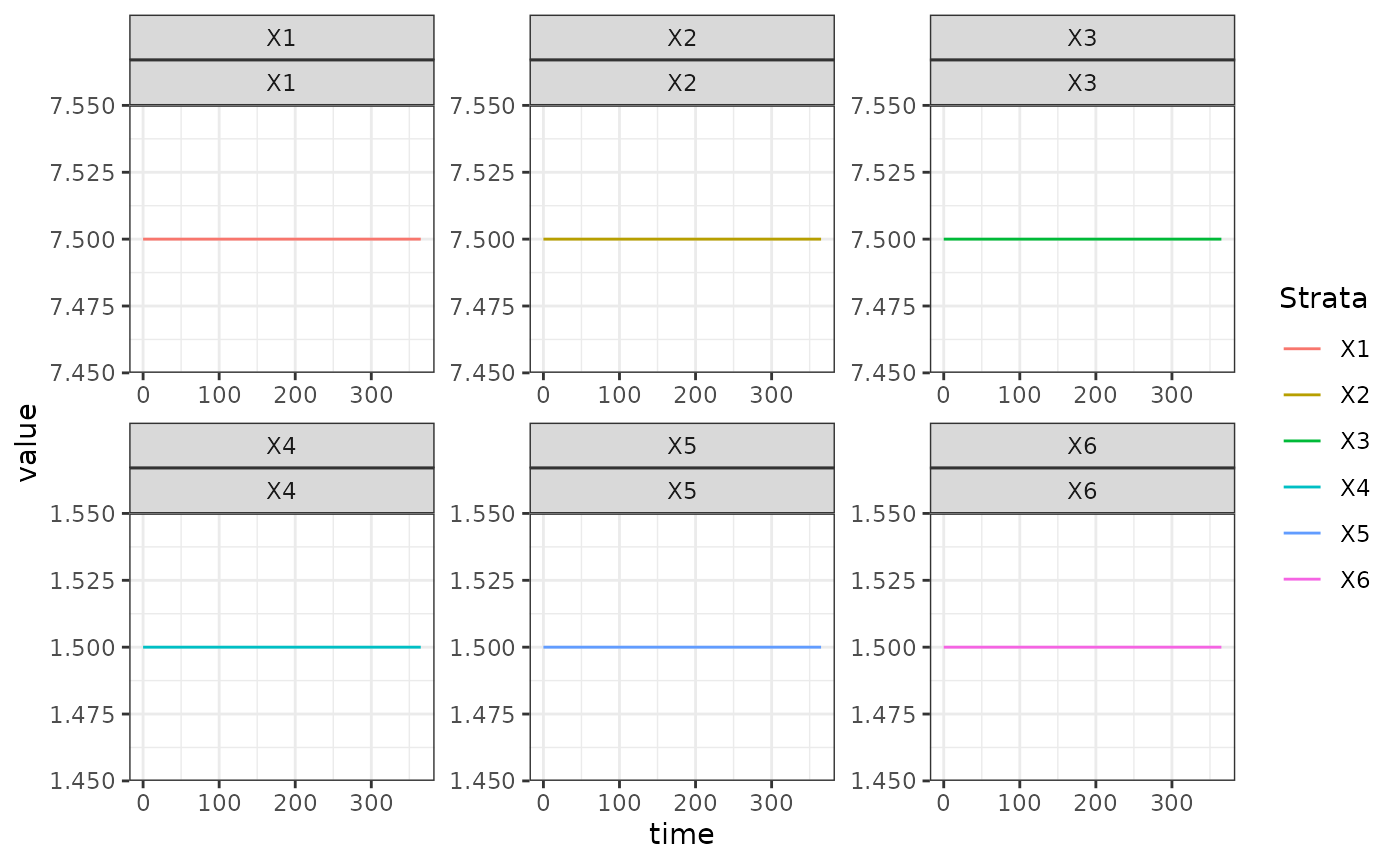 X1 X2 X3
X1 X2 X3
7.550 7.550 7.550
7.525 7.525 7.525
7.500 7.500 7.500
7.475 7.475 7.475
7.450 7.450 7.450
0 100 200 300 0 100 200 300 0 100 200 300
value
X4 X5 X6
X4 X5 X6
1.550 1.550 1.550
1.525 1.525 1.525
1.500 1.500 1.500
1.475 1.475 1.475
1.450 1.450 1.450
0 100 200 300 0 100 200 300 0 100 200 300
time
Strata
X1
X2
X3
X4
X5
X6